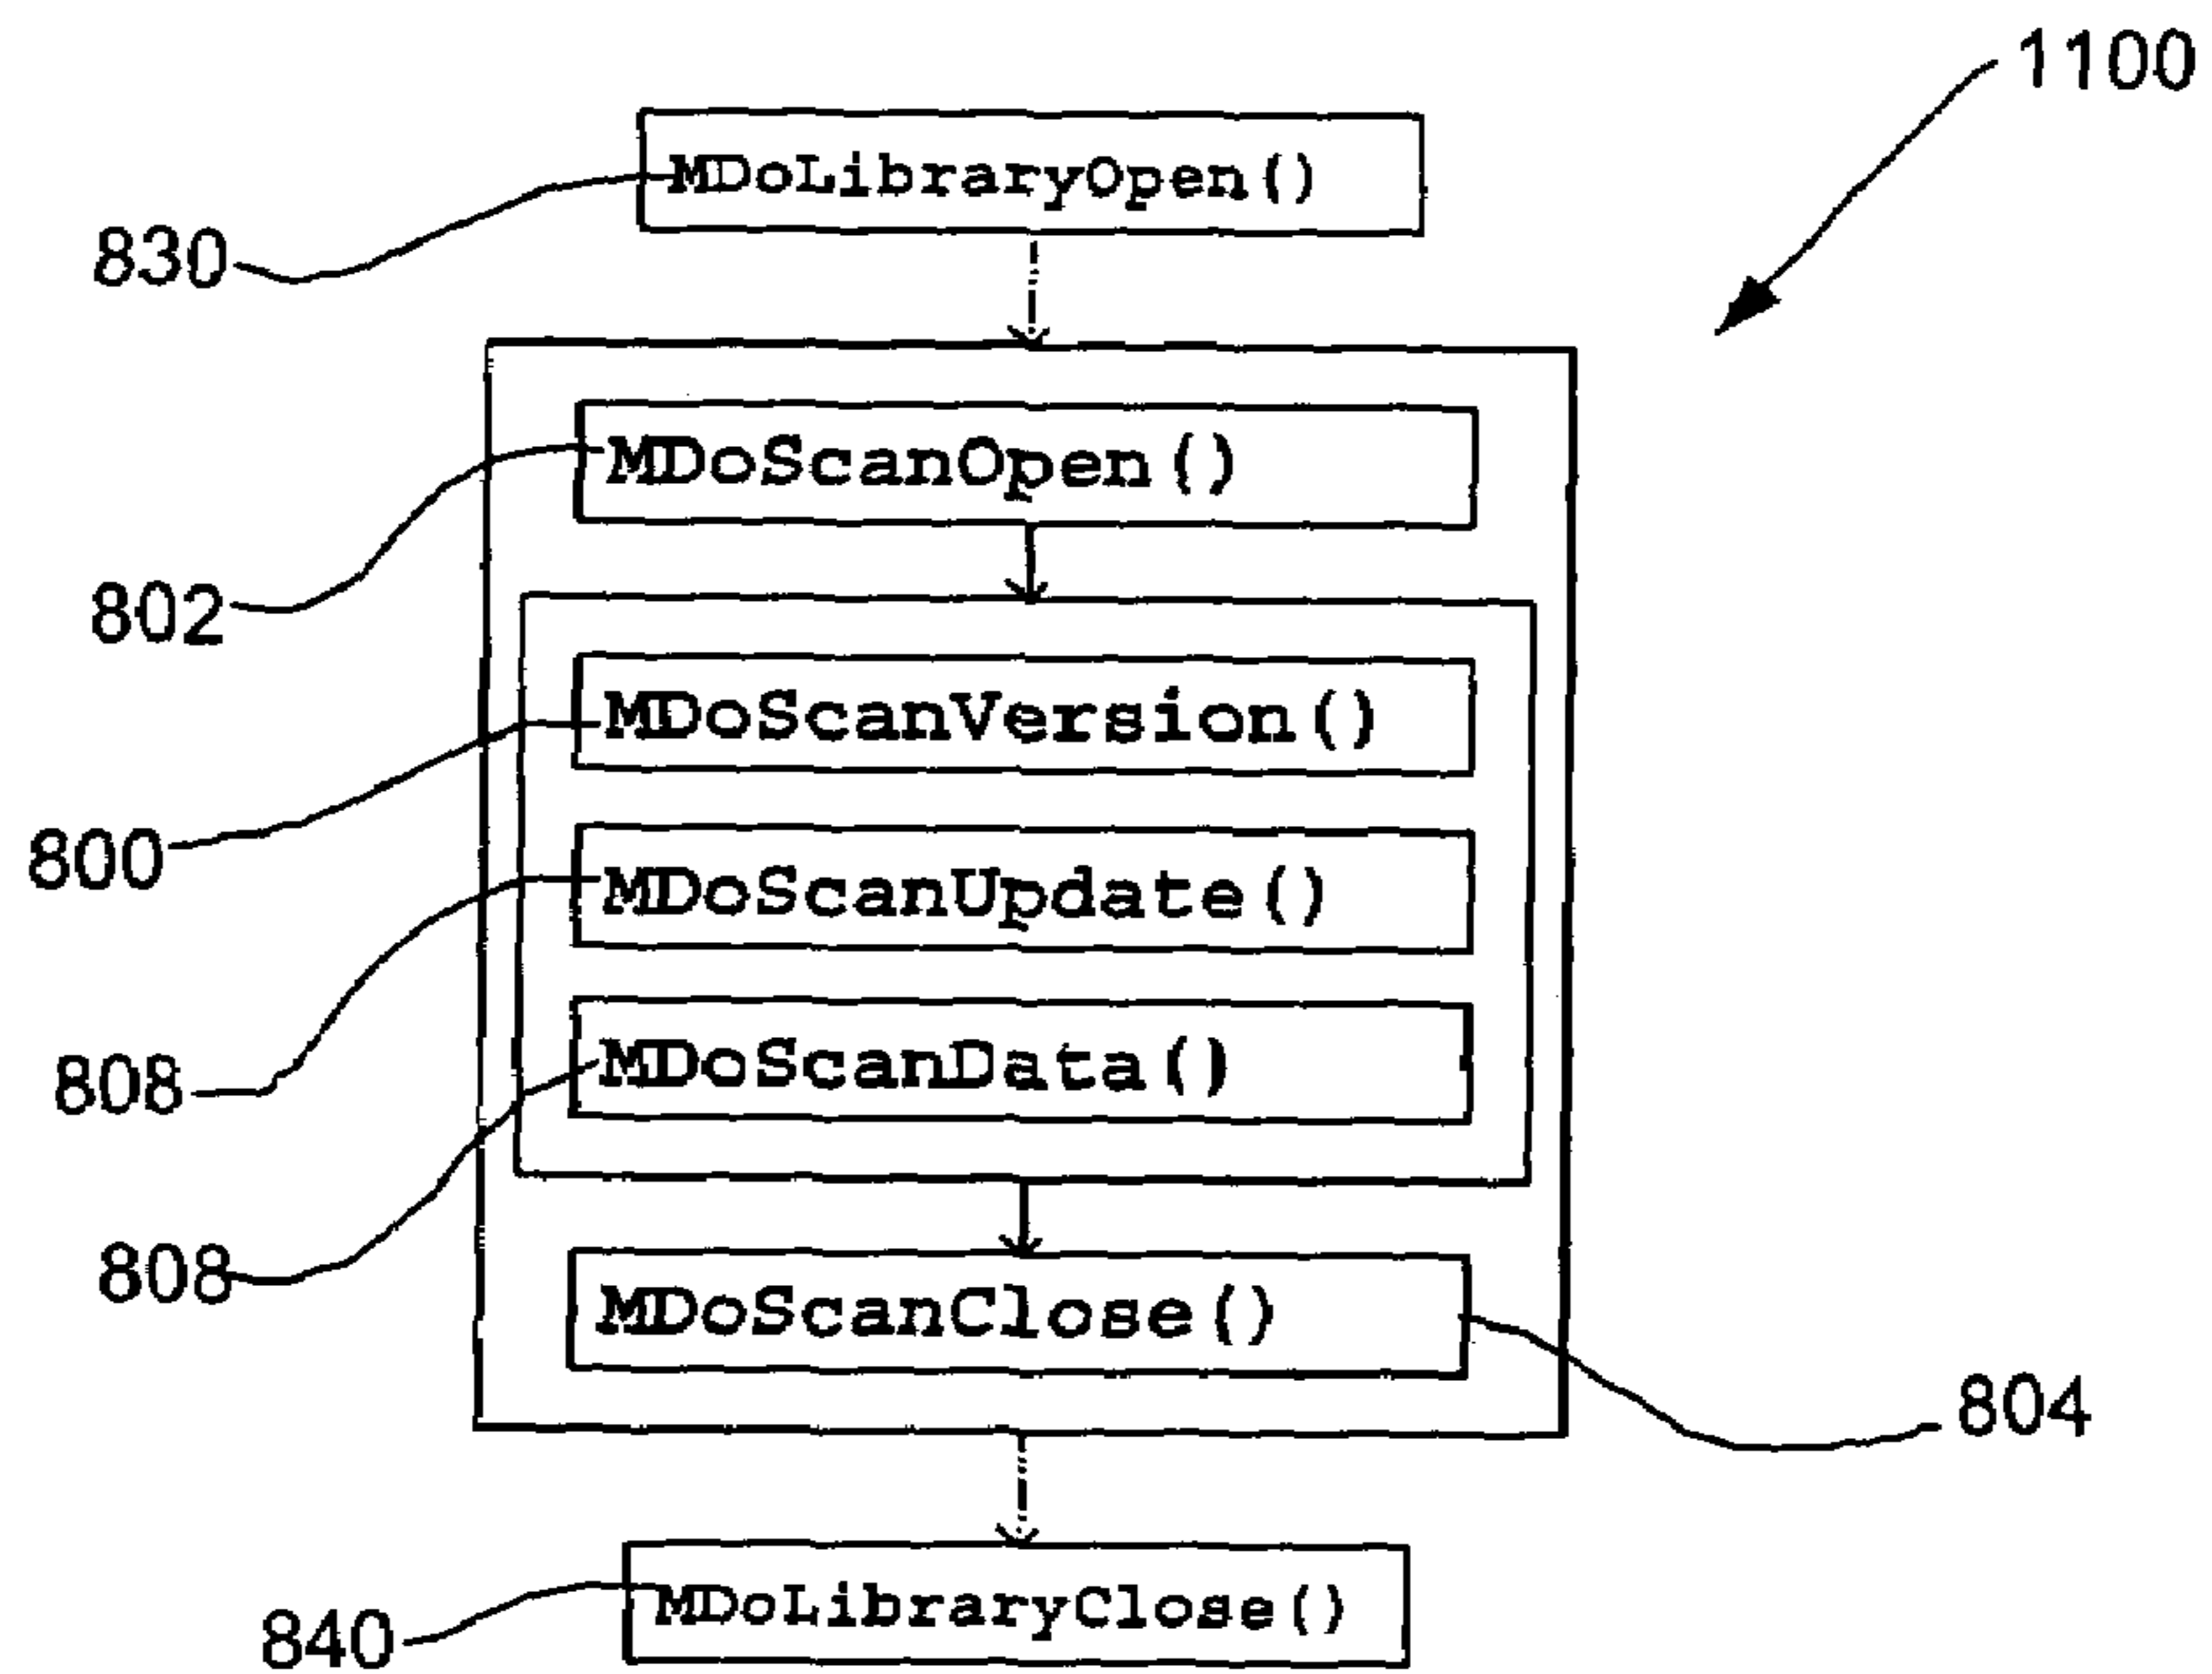 1100
MDoLibraryOpen()
830
MDoScanOpen()
802
MDoScanVersion()
800
MDoScanUpdate()
808
MDoScanData()
808
MDoScanClose()
804
MDoLibraryClose()
840